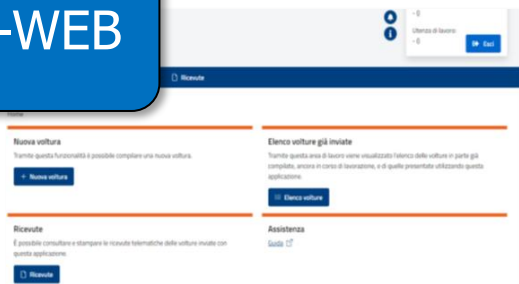 -WEB
- ()
Utenza di lavoro:
- ()
Esci
Ricevute
Home
Nuova voltura
Tramite questa funzionalità è possibile compilare una nuova voltura.
+ Nuova voltura
Elenco volture già inviate
Tramite questa area di lavoro viene visualizzato l'elenco delle volture in parte già
compilate, ancora in corso di lavorazione, e di quelle presentate utilizzando questa
applicazione.
Elenco volture
Ricevute
È possibile consultare e stampare le ricevute telematiche delle volture inviate con
questa applicazione.
Ricevute
Assistenza
Guida